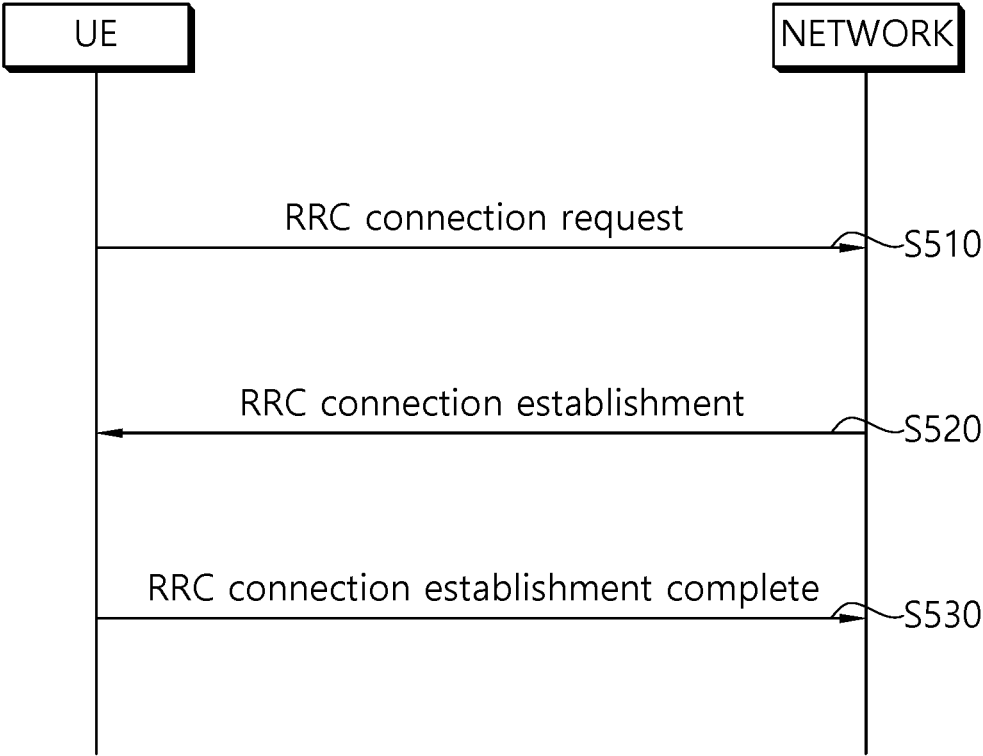 UE
NETWORK
RRC connection request
S510
RRC connection establishment
S520
RRC connection establishment complete
S530